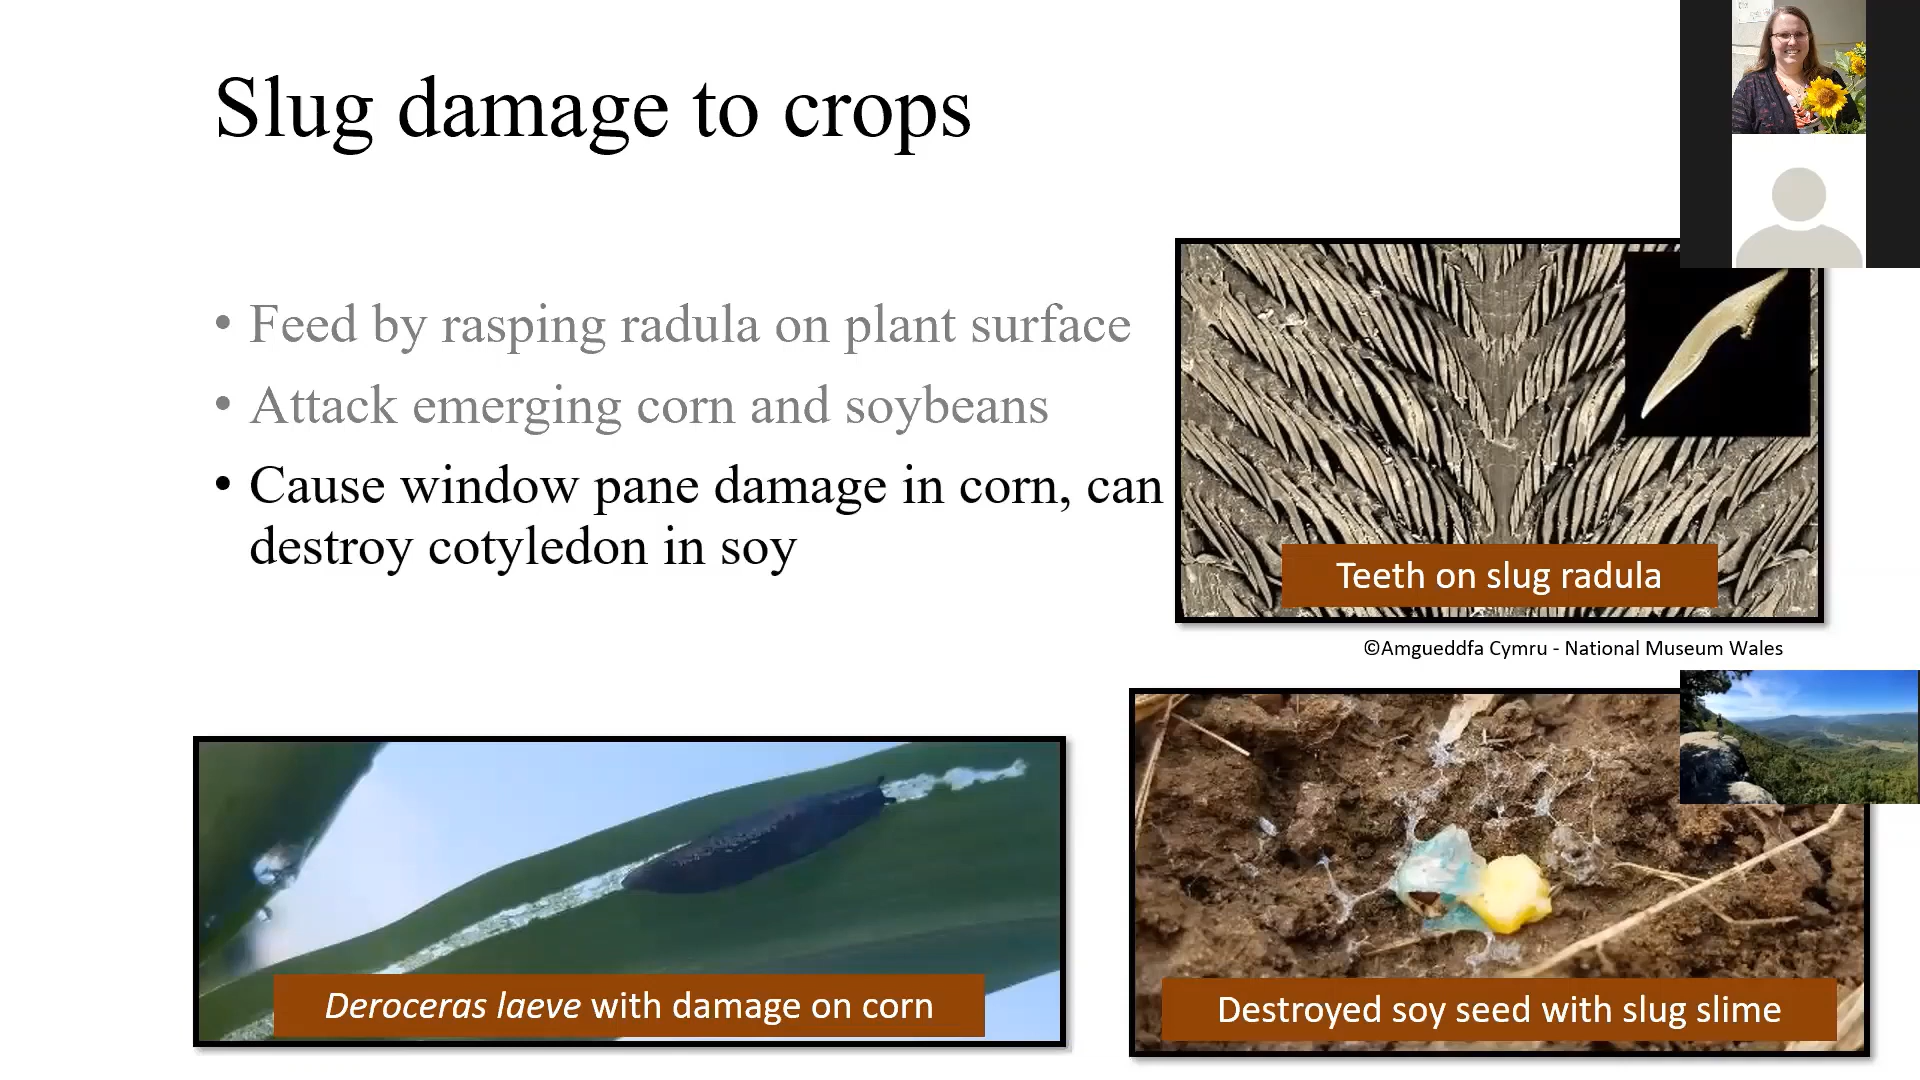 Slug damage to crops
• Feed by rasping radula on plant surface
• Attack emerging corn and soybeans
• Cause window pane damage in corn, can
destroy cotyledon in soy
Teeth on slug radula
©Amgueddfa Cymru - National Museum Wales
Deroceras laeve with damage on corn
Destroyed soy seed with slug slime